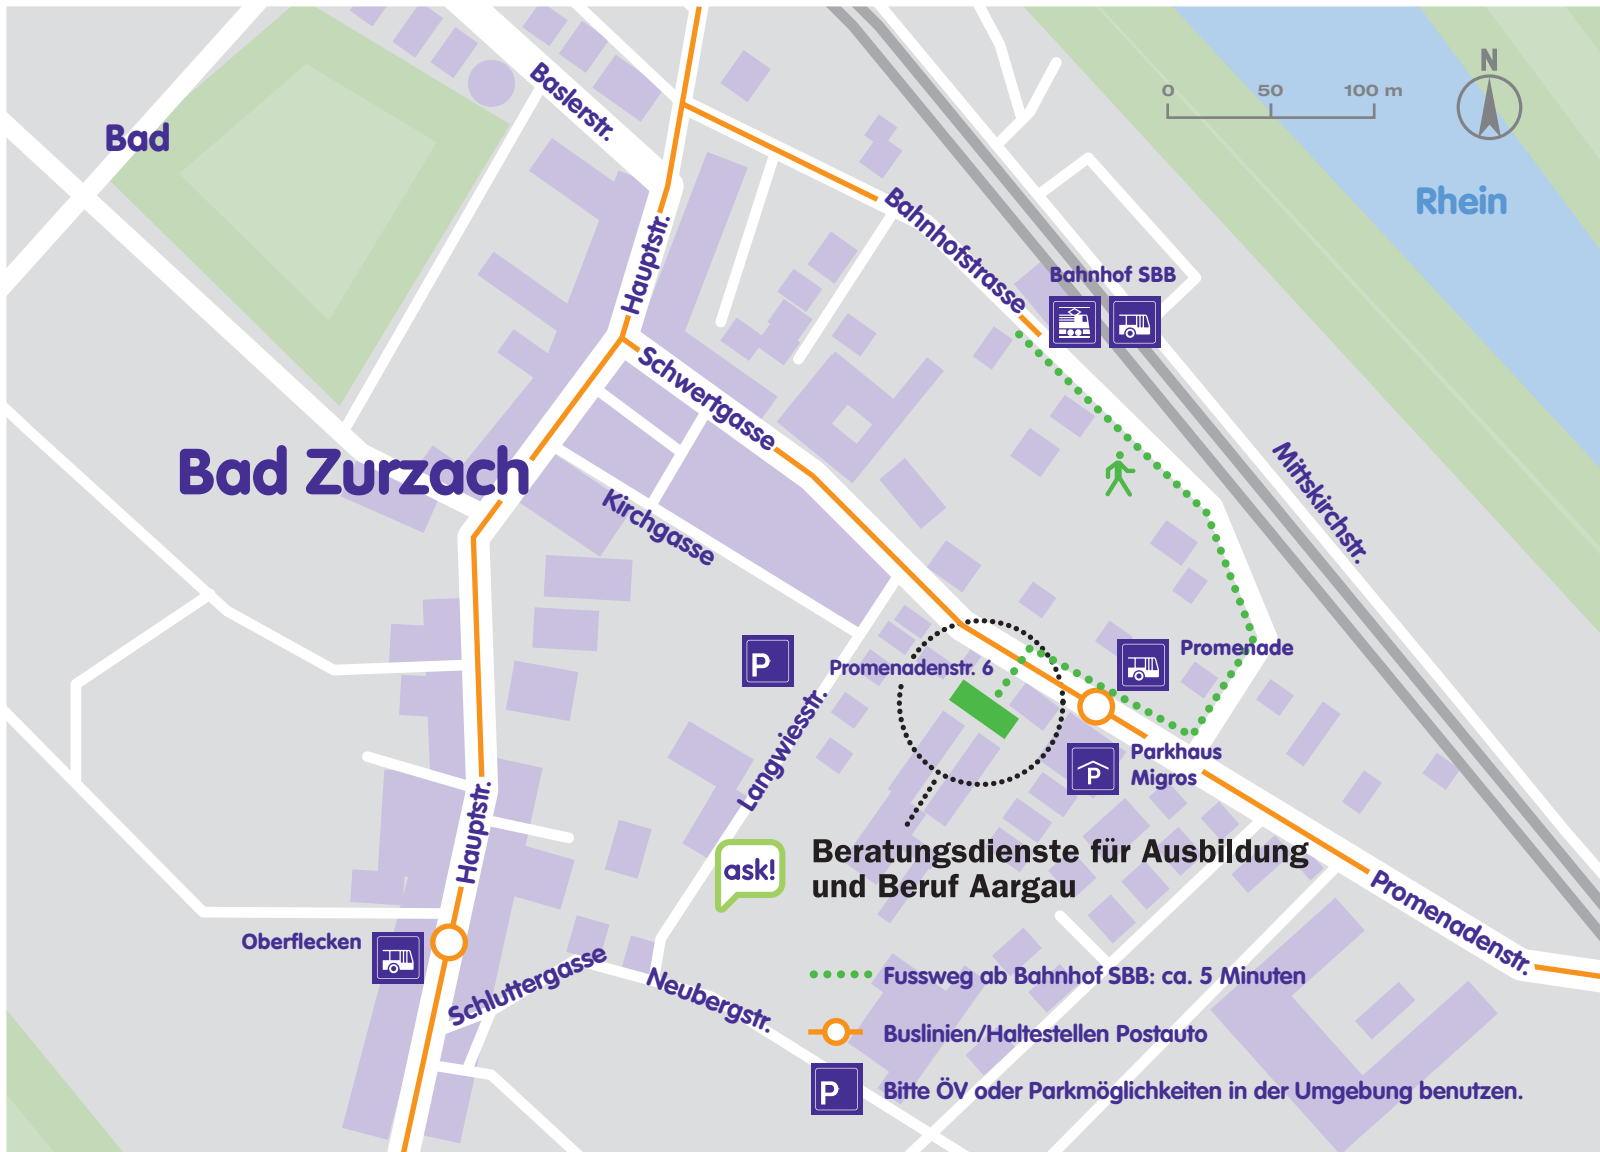 N
0 50 100 m
Baslerstr.
Bad
Rhein
Hauptstr.
Bahnhofstrasse
Bahnhof SBB
Schwertgasse
Bad Zurzach
Mittskirchstr.
Kirchgasse
P
Promenadenstr. 6
Promenade
Langwiesstr.
P
Parkhaus
Migros
Hauptstr.
ask!
Beratungsdienste für Ausbildung
und Beruf Aargau
Promenadenstr.
Oberflecken
Schluttergasse
Neubergstr.
Fussweg ab Bahnhof SBB: ca. 5 Minuten
Buslinien/Haltestellen Postauto
P
Bitte ÖV oder Parkmöglichkeiten in der Umgebung benutzen.